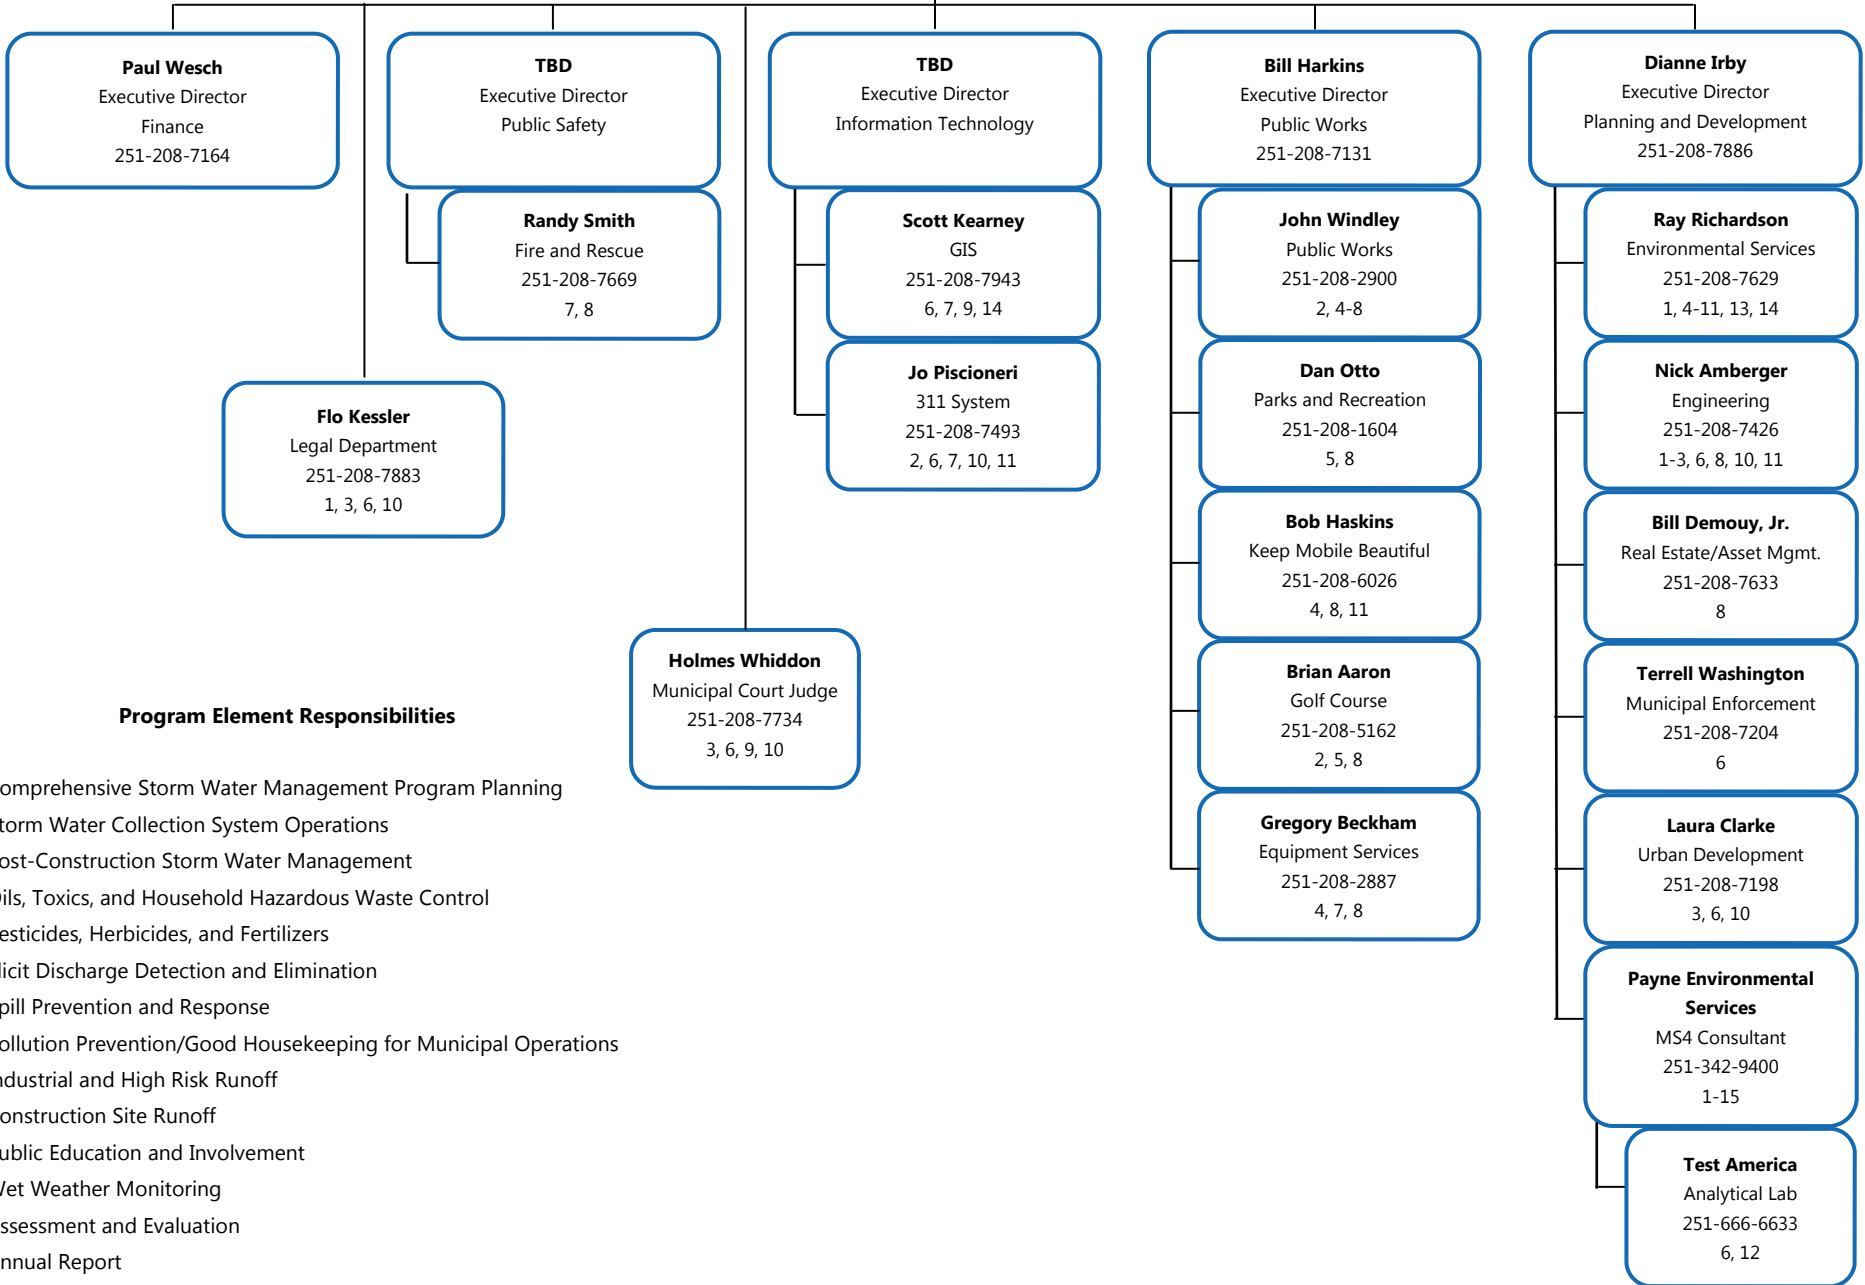 Paul Wesch
Executive Director
Finance
251-208-7164
TBD
Executive Director
Public Safety
TBD
Executive Director
Information Technology
Bill Harkins
Executive Director
Public Works
251-208-7131
Dianne Irby
Executive Director
Planning and Development
251-208-7886
Randy Smith
Fire and Rescue
251-208-7669
7, 8
Scott Kearney
GIS
251-208-7943
6, 7, 9, 14
Jo Piscioneri
311 System
251-208-7493
2, 6, 7, 10, 11
John Windley
Public Works
251-208-2900
2, 4-8
Dan Otto
Parks and Recreation
251-208-1604
5, 8
Bob Haskins
Keep Mobile Beautiful
251-208-6026
4, 8, 11
Brian Aaron
Golf Course
251-208-5162
2, 5, 8
Gregory Beckham
Equipment Services
251-208-2887
4, 7, 8
Ray Richardson
Environmental Services
251-208-7629
1, 4-11, 13, 14
Nick Amberger
Engineering
251-208-7426
1-3, 6, 8, 10, 11
Bill Demouy, Jr.
Real Estate/Asset Mgmt.
251-208-7633
8
Terrell Washington
Municipal Enforcement
251-208-7204
6
Laura Clarke
Urban Development
251-208-7198
3, 6, 10
Payne Environmental
Services
MS4 Consultant
251-342-9400
1-15
Test America
Analytical Lab
251-666-6633
6, 12
Flo Kessler
Legal Department
251-208-7883
1, 3, 6, 10
Holmes Whiddon
Municipal Court Judge
251-208-7734
3, 6, 9, 10
Program Element Responsibilities
omprehensive Storm Water Management Program Planning
torm Water Collection System Operations
ost-Construction Storm Water Management
ils, Toxics, and Household Hazardous Waste Control
esticides, Herbicides, and Fertilizers
licit Discharge Detection and Elimination
pill Prevention and Response
ollution Prevention/Good Housekeeping for Municipal Operations
ndustrial and High Risk Runoff
onstruction Site Runoff
ublic Education and Involvement
et Weather Monitoring
ssessment and Evaluation
nnual Report